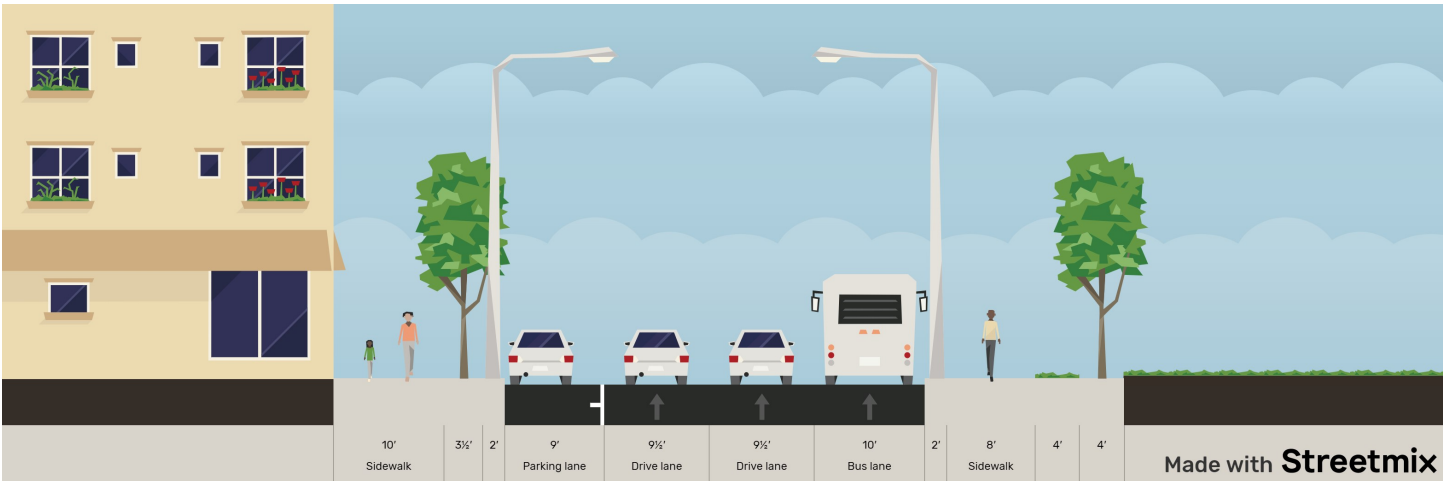 10′ 3½′ 2′ 9′ 9½′ 9½′ 10′ 2′ 8′ 4′ 4′
Sidewalk Parking lane Drive lane Drive lane Bus lane Sidewalk
Made with Streetmix